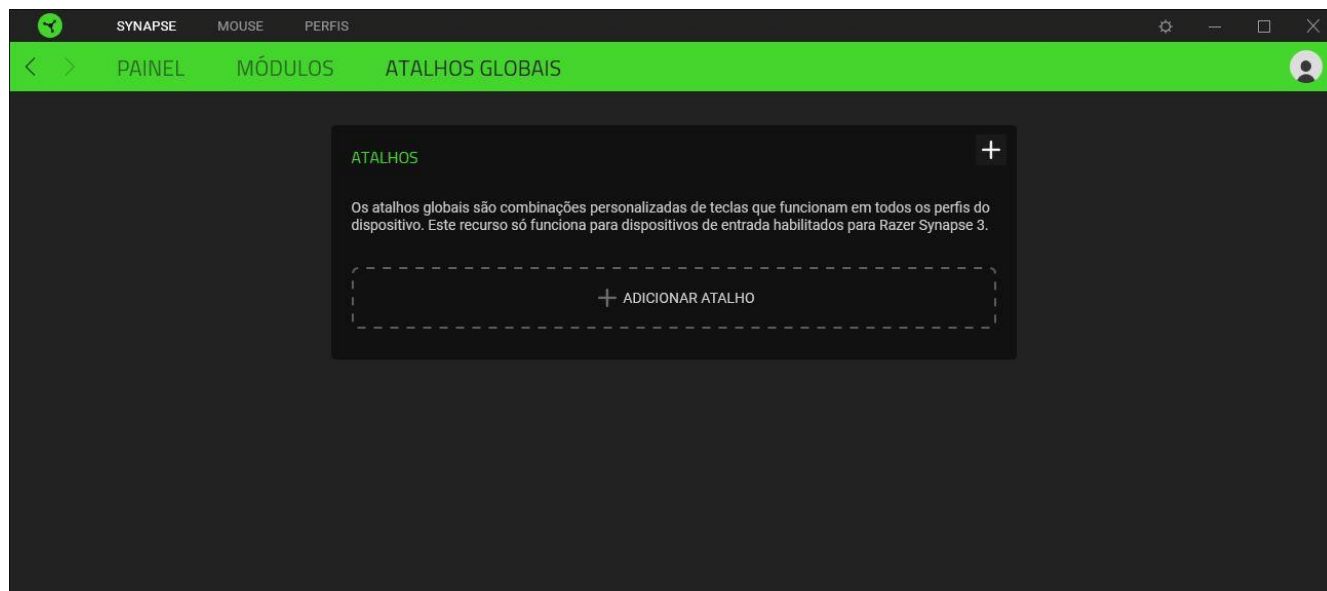 SYNAPSE MOUSE PERFIS
PAINEL MÓDULOS ATALHOS GLOBAIS
ATALHOS
Os atalhos globais são combinações personalizadas de teclas que funcionam em todos os perfis do
dispositivo. Este recurso só funciona para dispositivos de entrada habilitados para Razer Synapse 3.
ADICIONAR ATALHO